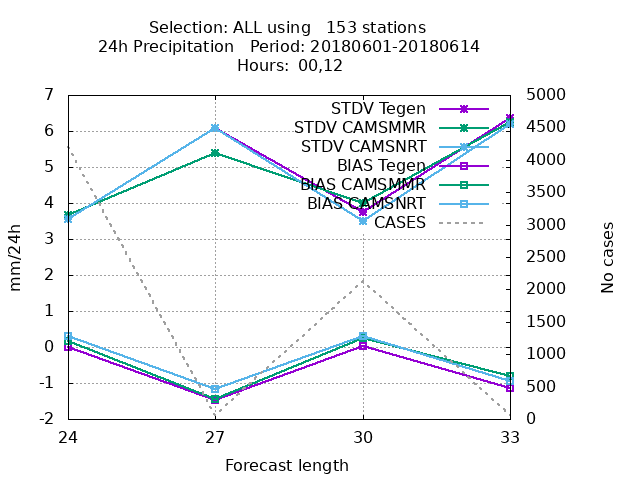 Selection: ALL using   153 stations
24h Precipitation   Period: 20180601-20180614
Hours:  00,12
7
6
5
4
3
2
1
0
-1
-2
mm/24h
STDV Tegen
STDV CAMSMMR
STDV CAMSNRT
BIAS Tegen
BIAS CAMSMMR
BIAS CAMSNRT
CASES
5000
4500
4000
3500
3000
2500
2000
1500
1000
500
0
No cases
24 27 30 33
Forecast length